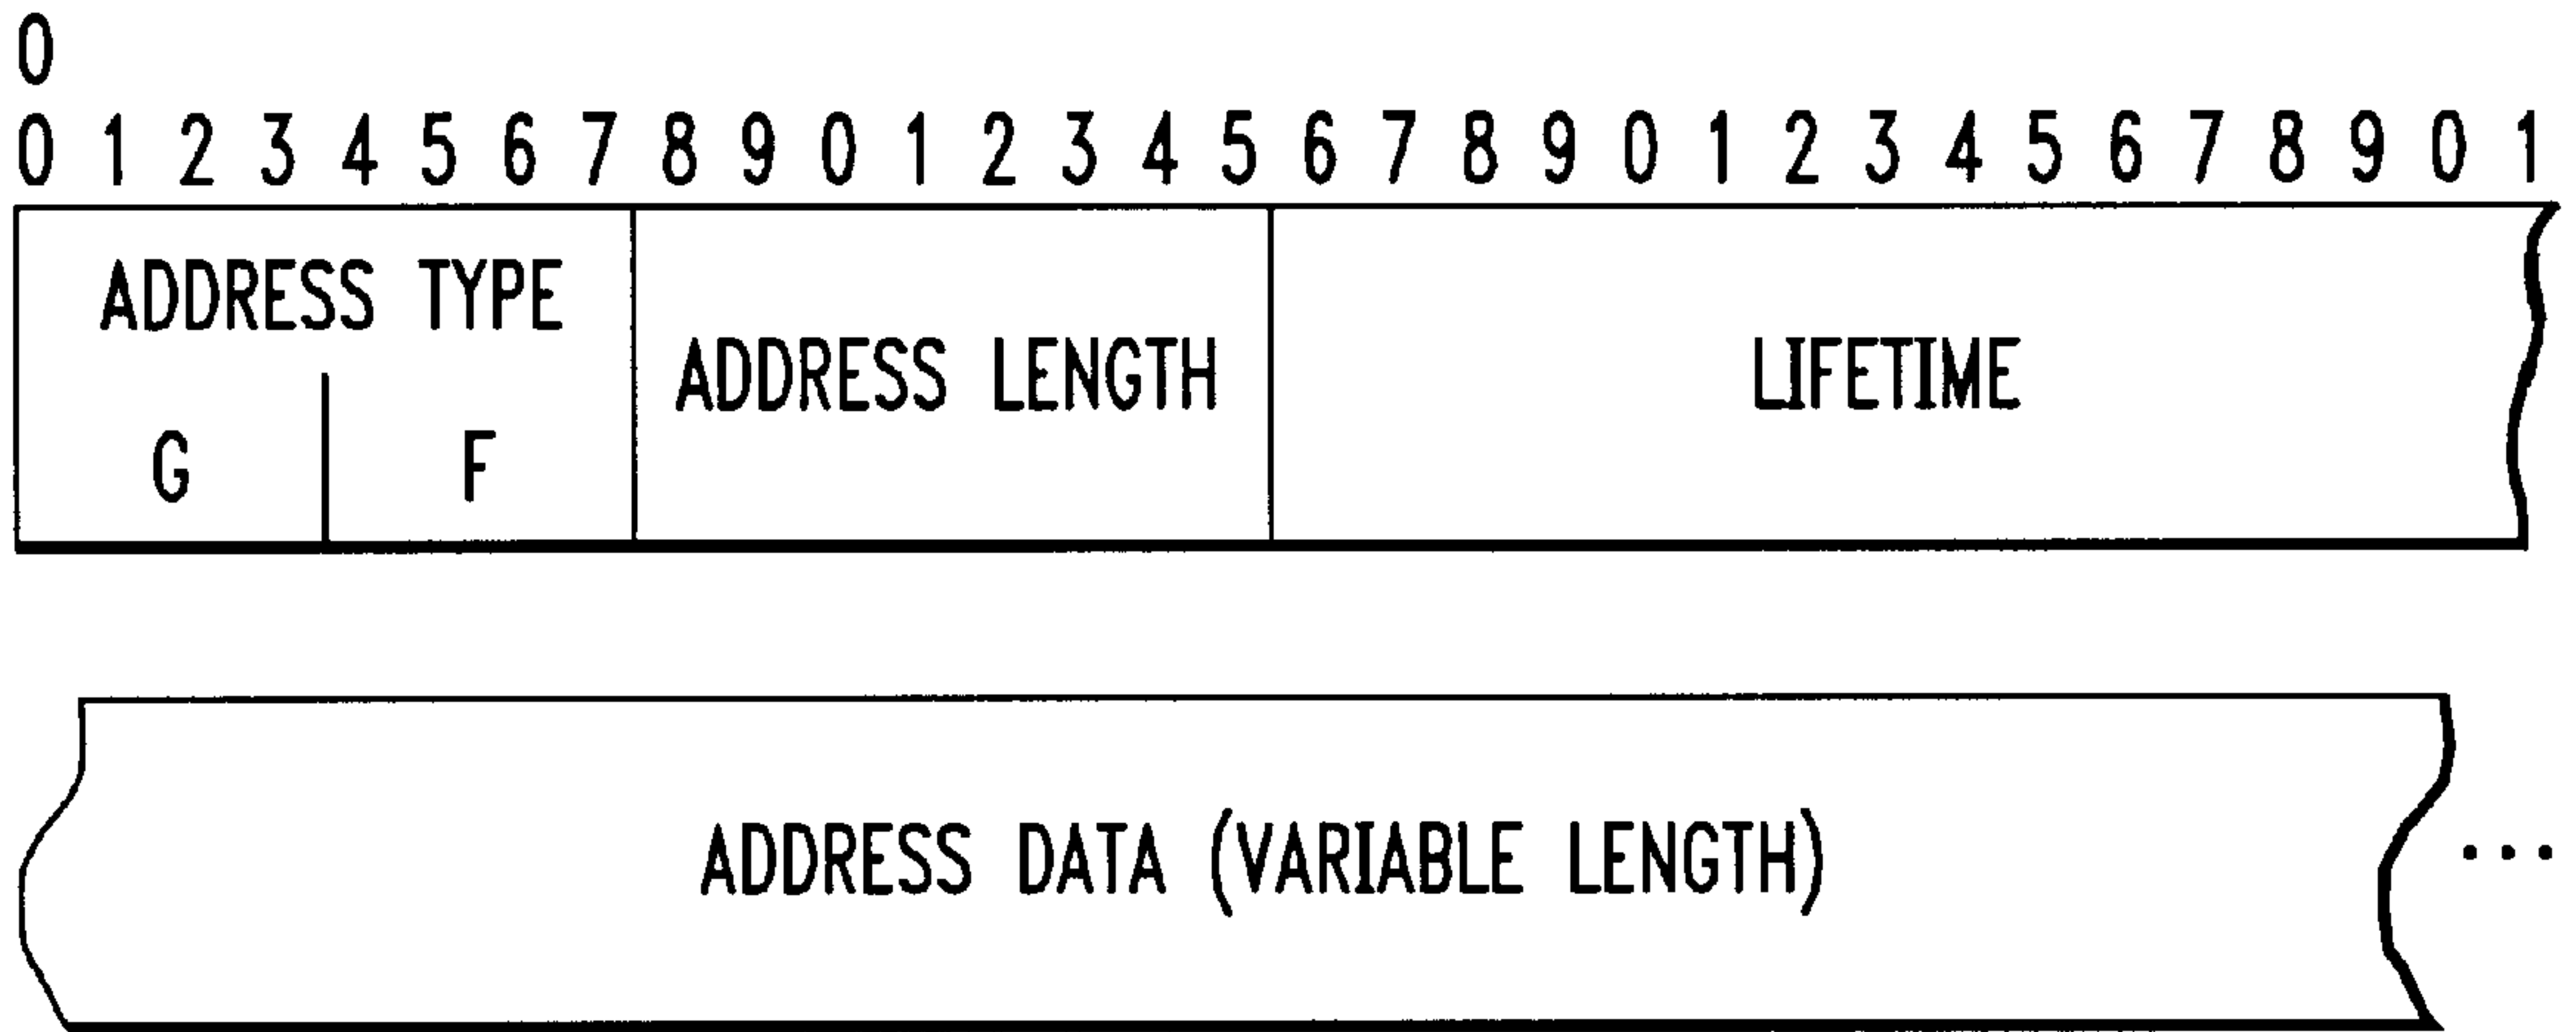 0
0 1 2 3 4 5 6 7 8 9 0 1 2 3 4 5 6 7 8 9 0 1 2 3 4 5 6 7 8 9 0 1
ADDRESS TYPE
G F
ADDRESS LENGTH
LIFETIME
ADDRESS DATA (VARIABLE LENGTH) ...